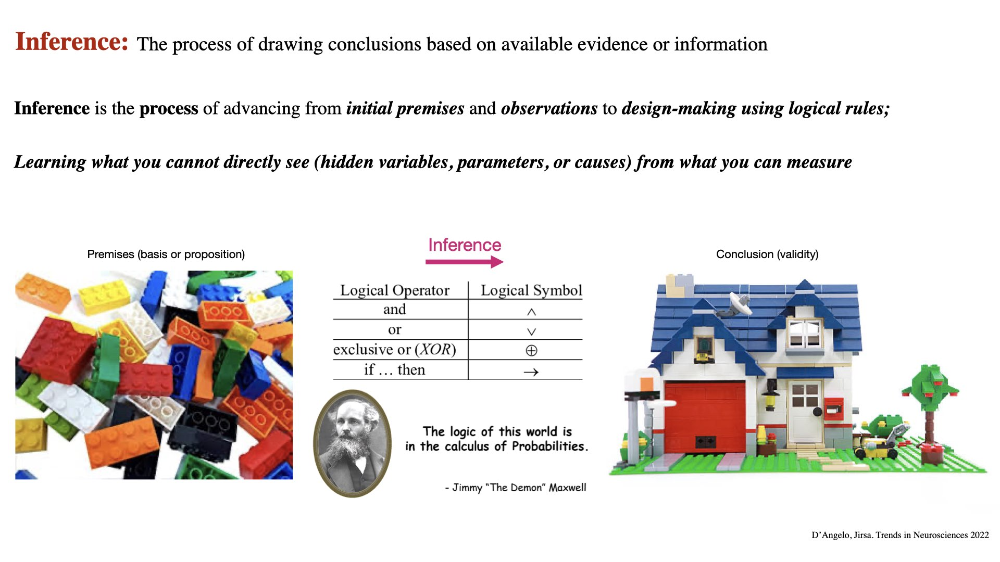 Inference: The process of drawing conclusions based on available evidence or information
Inference is the process of advancing from initial premises and observations to design-making using logical rules;
Learning what you cannot directly see (hidden variables, parameters, or causes) from what you can measure
Premises (basis or proposition)
Inference
Conclusion (validity)
Logical Operator Logical Symbol
and ∧
or ∨
exclusive or (XOR) ⊕
if … then →
The logic of this world is
in the calculus of Probabilities.
- Jimmy “The Demon” Maxwell
D’Angelo, Jirsa. Trends in Neurosciences 2022